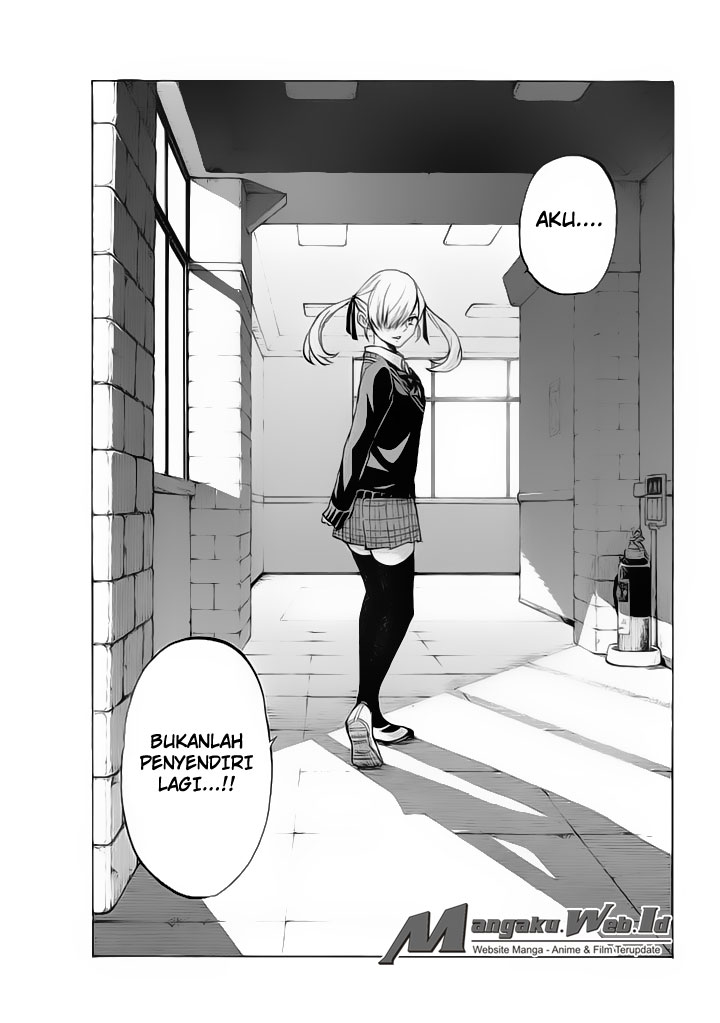 AKU....
BUKANLAH
PENYENDIRI
LAGI...!!
Mangaku.Web.Id
Website Manga - Anime & Film Terupdate